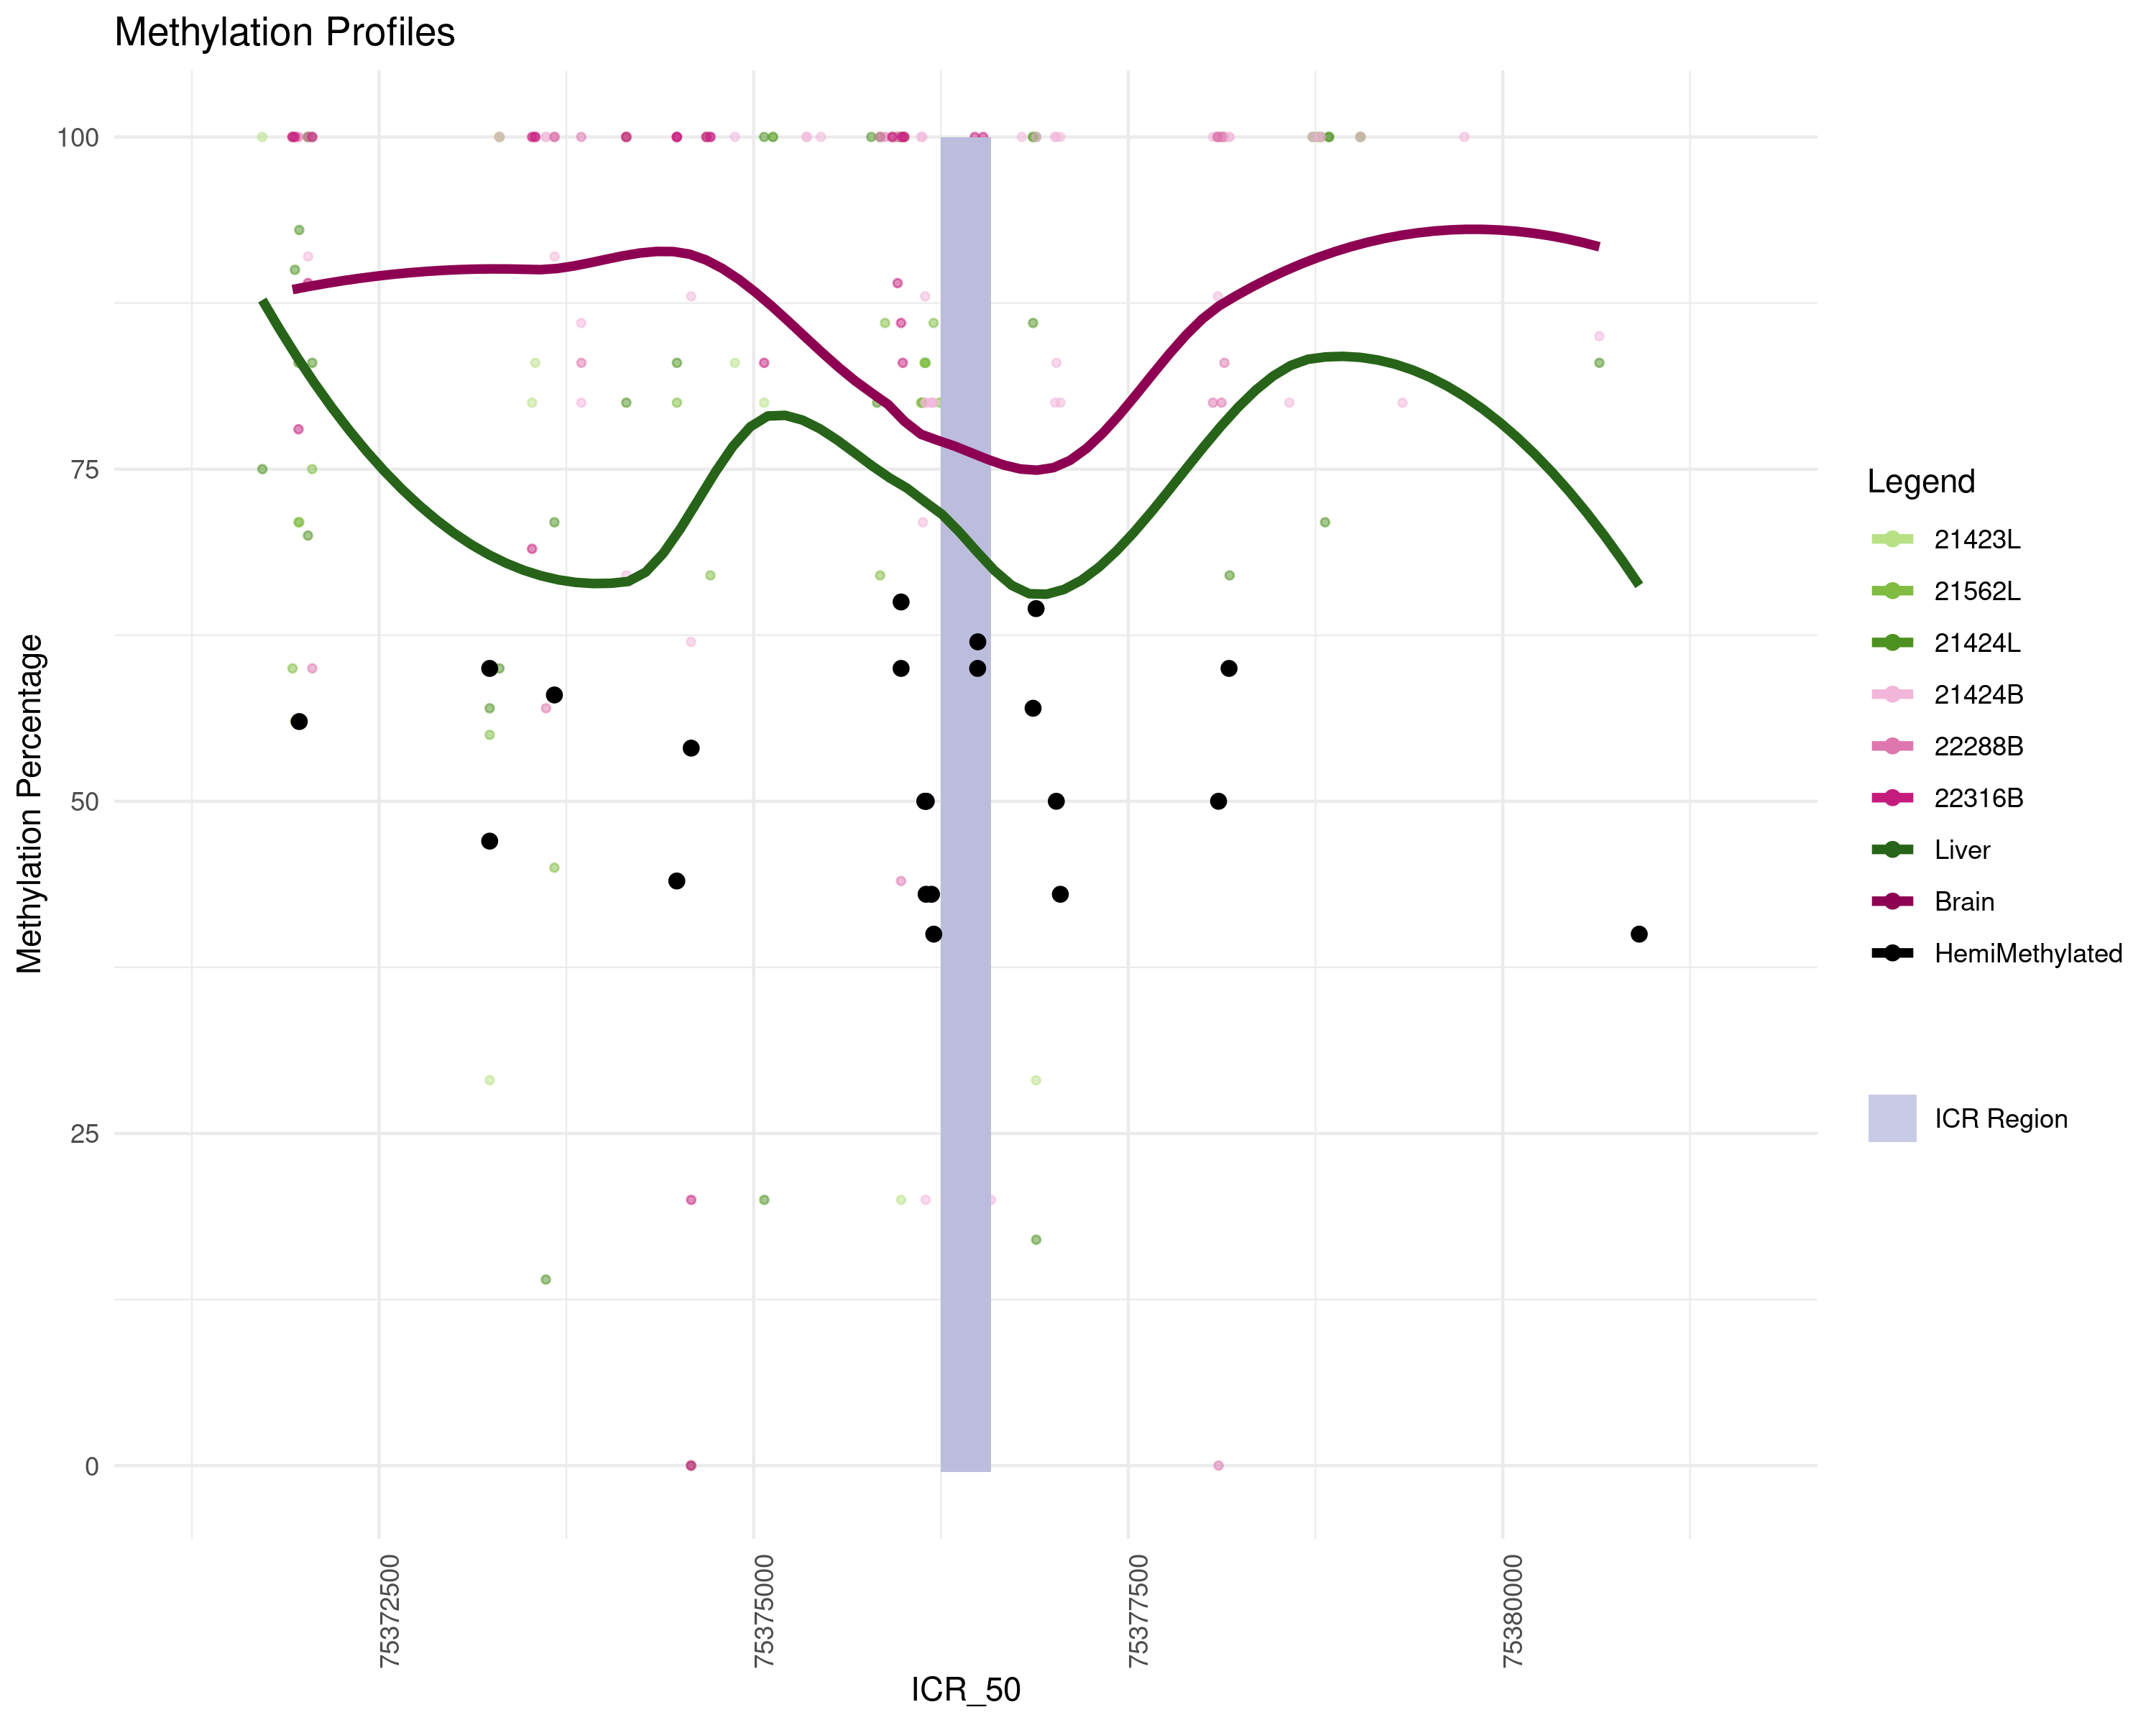 Methylation Profiles
100
75
50
25
0
Methylation Percentage
75372500
75375000
75377500
75380000
ICR_50
Legend
21423L
21562L
21424L
21424B
22288B
22316B
Liver
Brain
HemiMethylated
ICR Region